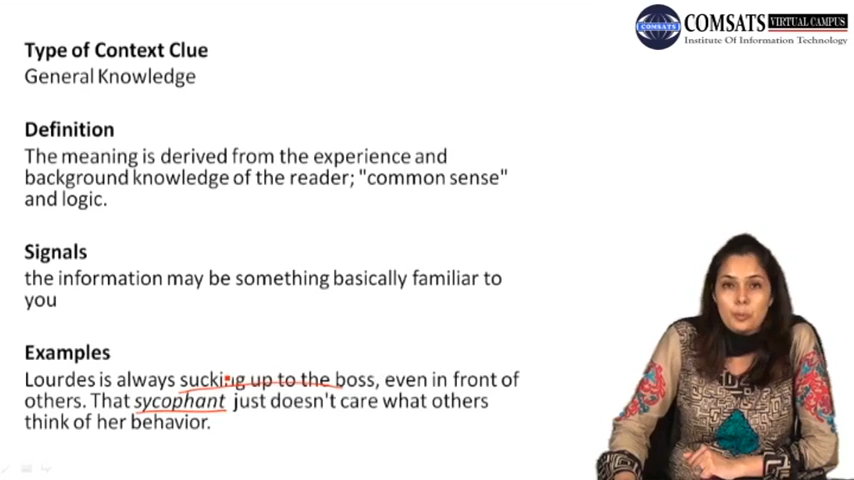 COMSATS VIRTUAL CAMPUS
COMSATS
Institute Of Information Technology
Type of Context Clue
General Knowledge
Definition
The meaning is derived from the experience and
background knowledge of the reader; "common sense"
and logic.
Signals
the information may be something basically familiar to
you
Examples
Lourdes is always sucking up to the boss, even in front of
others. That sycophant just doesn't care what others
think of her behavior.